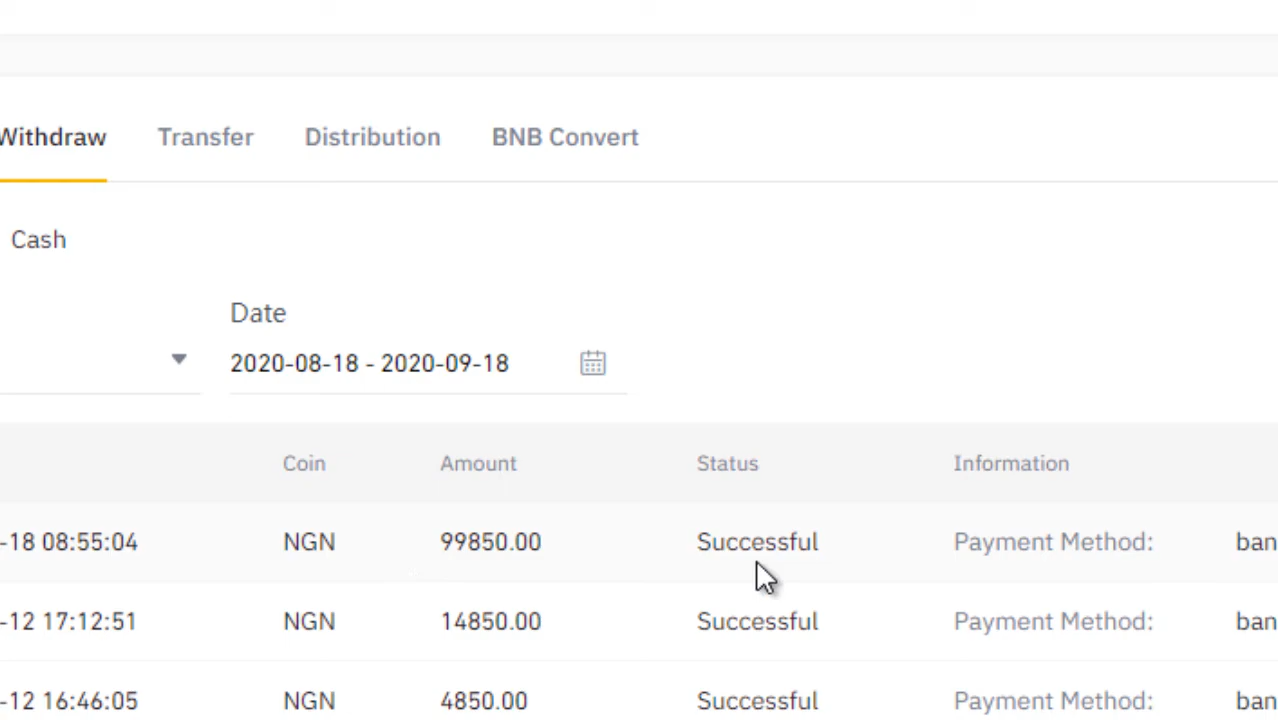 Withdraw Transfer Distribution BNB Convert
Cash
Date
2020-08-18 - 2020-09-18
Coin Amount Status Information
-18 08:55:04 NGN 99850.00 Successful Payment Method: ban
-12 17:12:51 NGN 14850.00 Successful Payment Method: ban
-12 16:46:05 NGN 4850.00 Successful Payment Method: ban